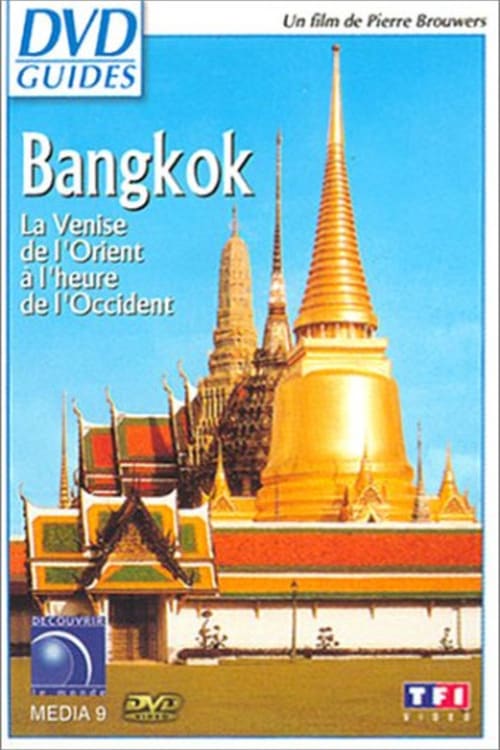 DVD
GUIDES
Un film de Pierre Brouwers
Bangkok
La Venise
de l'Orient
à l'heure
de l'Occident
DECOUVRIR
le monde
MEDIA 9
DVD
VIDEO
TF1
VIDEO